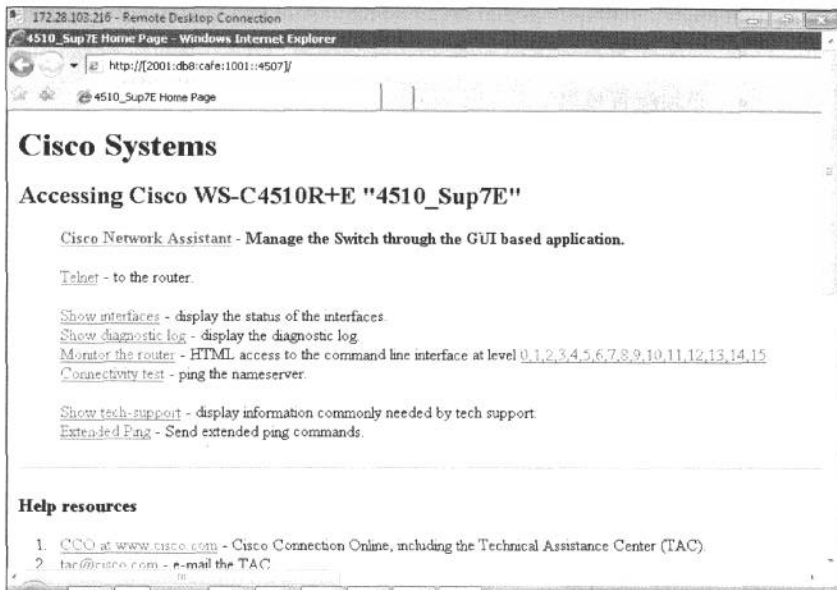 172.28.103.216 - Remote Desktop Connection
4510_Sup7E Home Page - Windows Internet Explorer
http://[2001:db8:cafe:1001::4507]/
4510_Sup7E Home Page
Cisco Systems
Accessing Cisco WS-C4510R+E "4510_Sup7E"
Cisco Network Assistant - Manage the Switch through the GUI based application.
Telnet - to the router.
Show interfaces - display the status of the interfaces.
Show diagnostic log - display the diagnostic log.
Monitor the router - HTML access to the command line interface at level 0,1,2,3,4,5,6,7,8,9,10,11,12,13,14,15
Connectivity test - ping the nameserver.
Show tech-support - display information commonly needed by tech support.
Extended Ping - Send extended ping commands.
Help resources
1. CCO at www.cisco.com - Cisco Connection Online, including the Technical Assistance Center (TAC).
2. tac@cisco.com - e-mail the TAC.